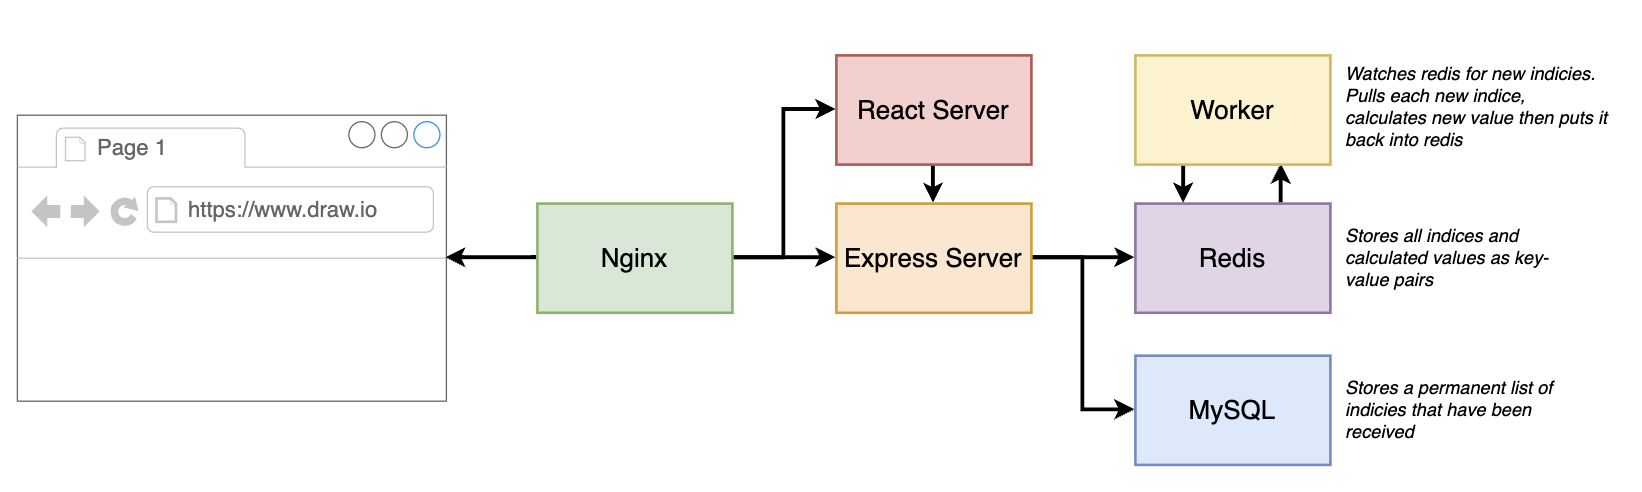 Page 1
https://www.draw.io
Nginx
React Server
Express Server
Worker
Watches redis for new indicies.
Pulls each new indice,
calculates new value then puts it
back into redis
Redis
Stores all indices and
calculated values as key-
value pairs
MySQL
Stores a permanent list of
indicies that have been
received